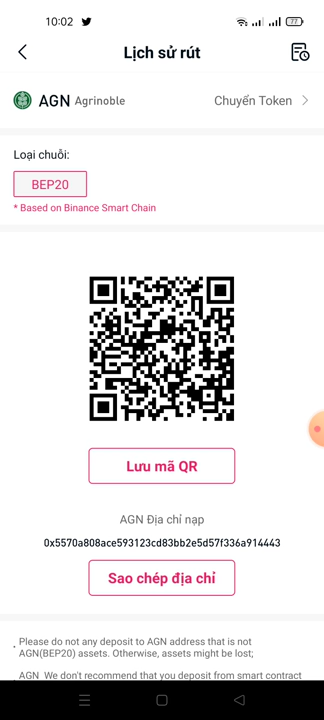 10:02
77
Lịch sử rút
AGN Agrinoble
Chuyển Token
Loại chuỗi:
BEP20
* Based on Binance Smart Chain
Lưu mã QR
AGN Địa chỉ nạp
0x5570a808ace593123cd83bb2e5d57f336a914443
Sao chép địa chỉ
Please do not any deposit to AGN address that is not
AGN(BEP20) assets. Otherwise, assets might be lost;
AGN We don't recommend that you deposit from smart contract